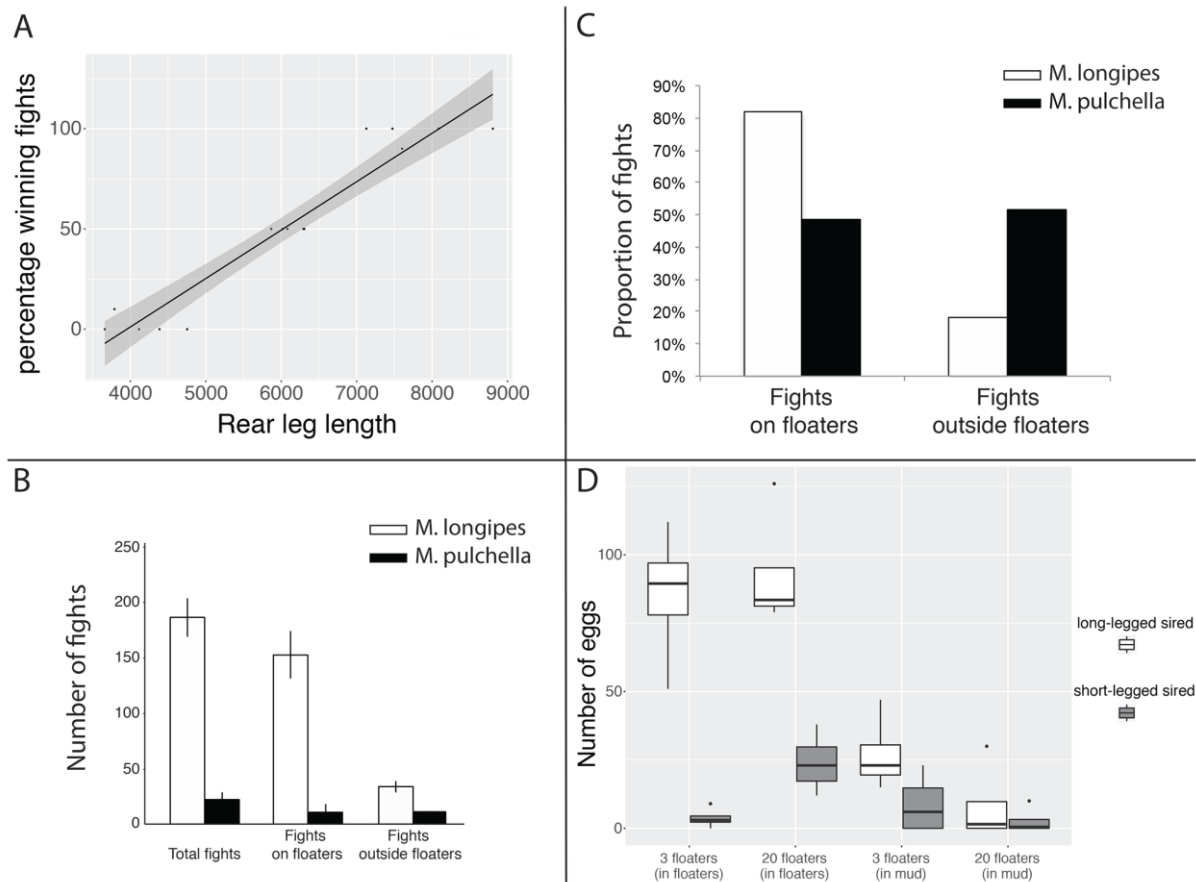 A
percentage winning fights
100
50
0
4000 5000 6000 7000 8000 9000
Rear leg length
C
M. longipes
M. pulchella
Proportion of fights
90%
80%
70%
60%
50%
40%
30%
20%
10%
0%
Fights
on floaters
Fights
outside floaters
B
M. longipes
M. pulchella
Number of fights
250
200
150
100
50
0
Total fights
Fights
on floaters
Fights
outside floaters
D
Number of eggs
100
50
0
3 floaters
(in floaters)
20 floaters
(in floaters)
3 floaters
(in mud)
20 floaters
(in mud)
long-legged sired
short-legged sired